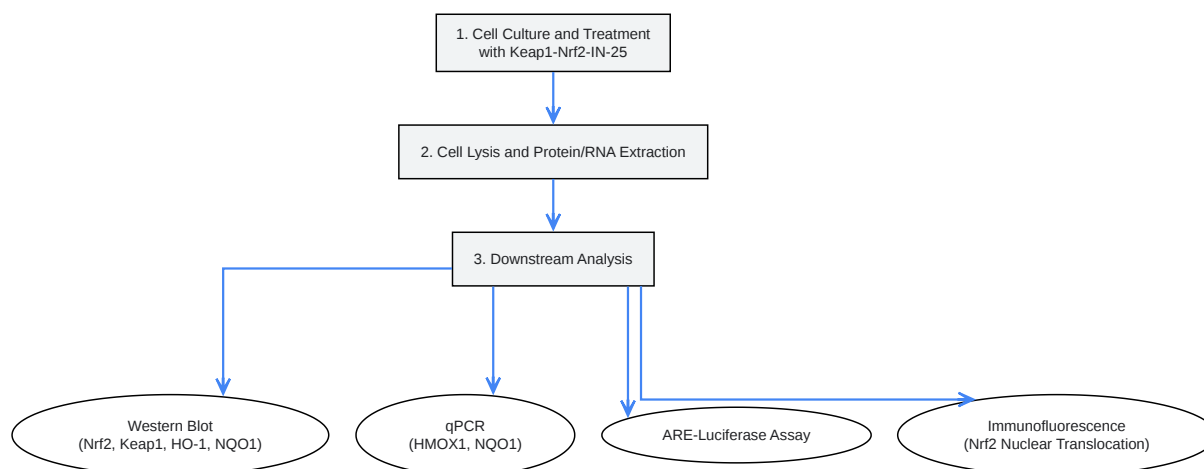 1. Cell Culture and Treatment
with Keap1-Nrf2-IN-25
2. Cell Lysis and Protein/RNA Extraction
3. Downstream Analysis
Western Blot
(Nrf2, Keap1, HO-1, NQO1)
qPCR
(HMOX1, NQO1)
ARE-Luciferase Assay
Immunofluorescence
(Nrf2 Nuclear Translocation)